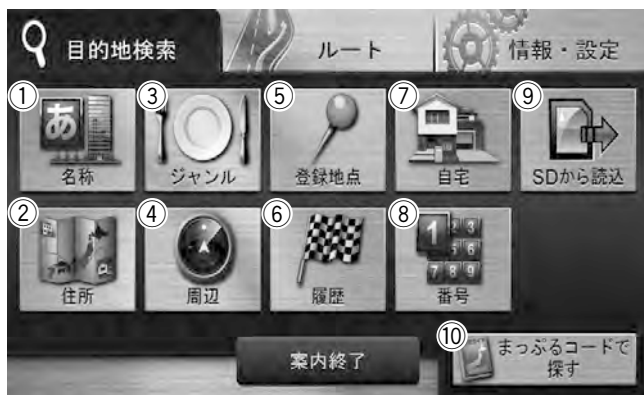 目的地検索
ルート
情報・設定
① ③ ⑤ ⑦ ⑨
あ
名称 ジャンル 登録地点 自宅 SDから読込
② ④ ⑥ ⑧
1 2 3
5 6
7 8 9
住所 周辺 履歴 番号
案内終了
⑩
まっぷるコードで
探す